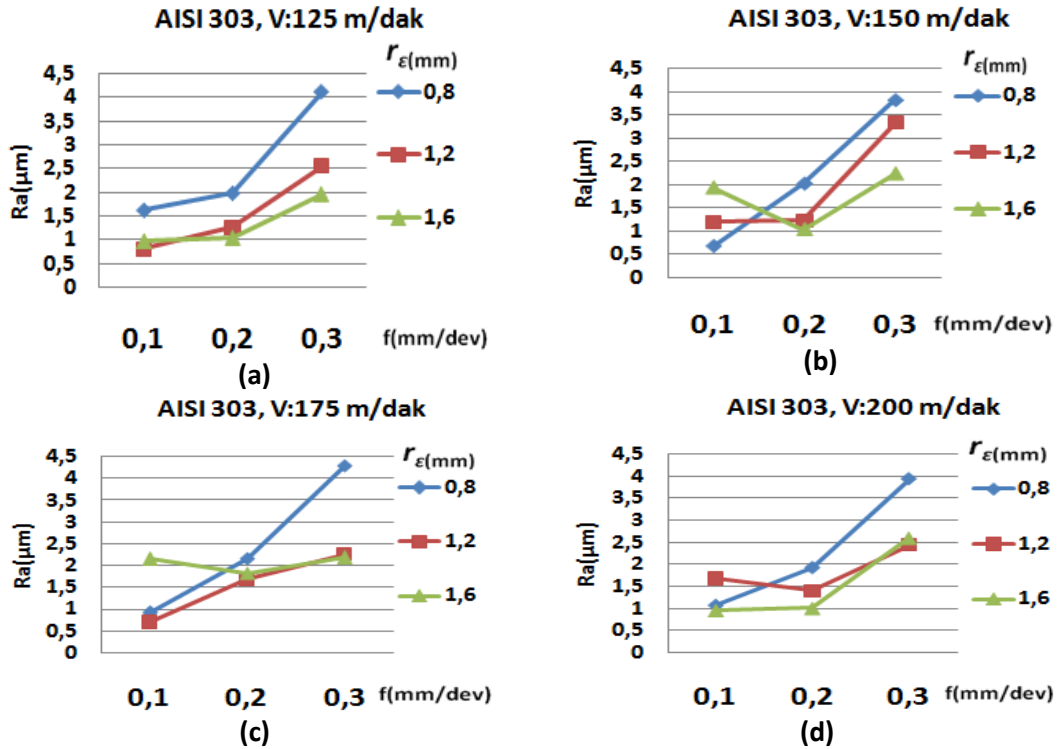 AISI 303, V:125 m/dak
rε(mm)
4,5
4
3,5
3
2,5
2
1,5
1
0,5
0
Ra(µm)
0,8
1,2
1,6
0,1 0,2 0,3 f(mm/dev)
(a)
AISI 303, V:150 m/dak
rε(mm)
4,5
4
3,5
3
2,5
2
1,5
1
0,5
0
Ra(µm)
0,8
1,2
1,6
0,1 0,2 0,3 f(mm/dev)
(b)
AISI 303, V:175 m/dak
rε(mm)
4,5
4
3,5
3
2,5
2
1,5
1
0,5
0
Ra(µm)
0,8
1,2
1,6
0,1 0,2 0,3 f(mm/dev)
(c)
AISI 303, V:200 m/dak
rε(mm)
4,5
4
3,5
3
2,5
2
1,5
1
0,5
0
Ra(µm)
0,8
1,2
1,6
0,1 0,2 0,3 f(mm/dev)
(d)